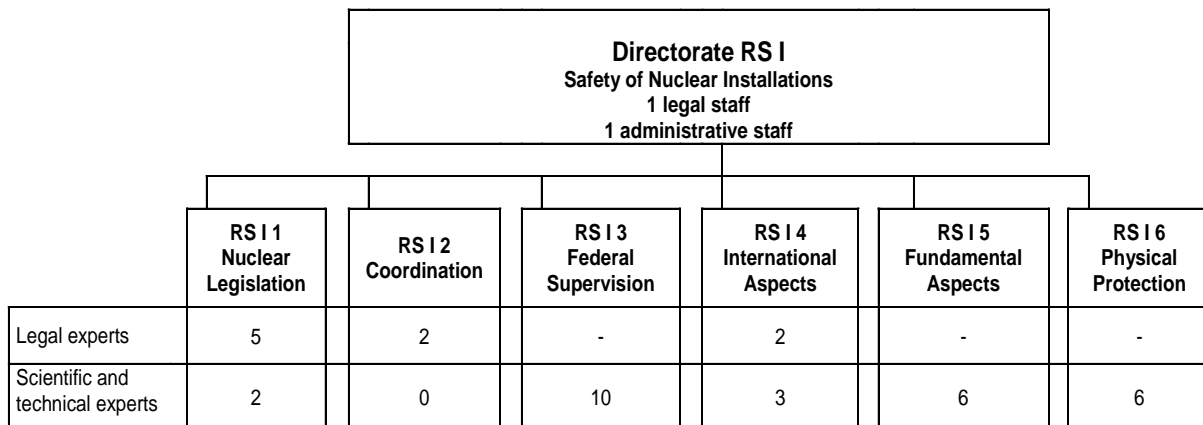 Directorate RS I
Safety of Nuclear Installations
1 legal staff
1 administrative staff
RS I 1
Nuclear
Legislation
RS I 2
Coordination
RS I 3
Federal
Supervision
RS I 4
International
Aspects
RS I 5
Fundamental
Aspects
RS I 6
Physical
Protection
Legal experts 5 2 - 2 - -
Scientific and
technical experts 2 0 10 3 6 6